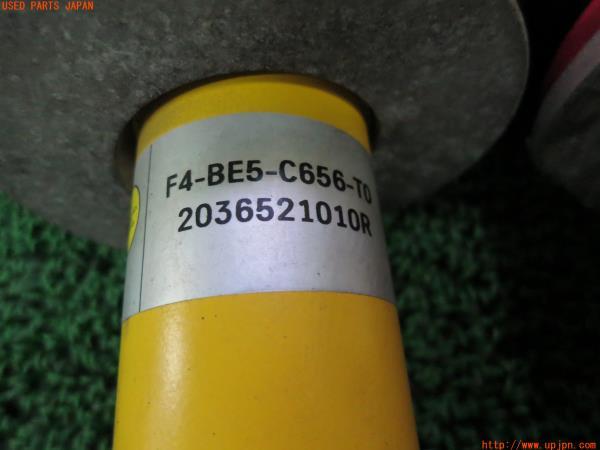 USED PARTS JAPAN
F4-BE5-C656-T0
2036521010R
http://www.upjpn.com